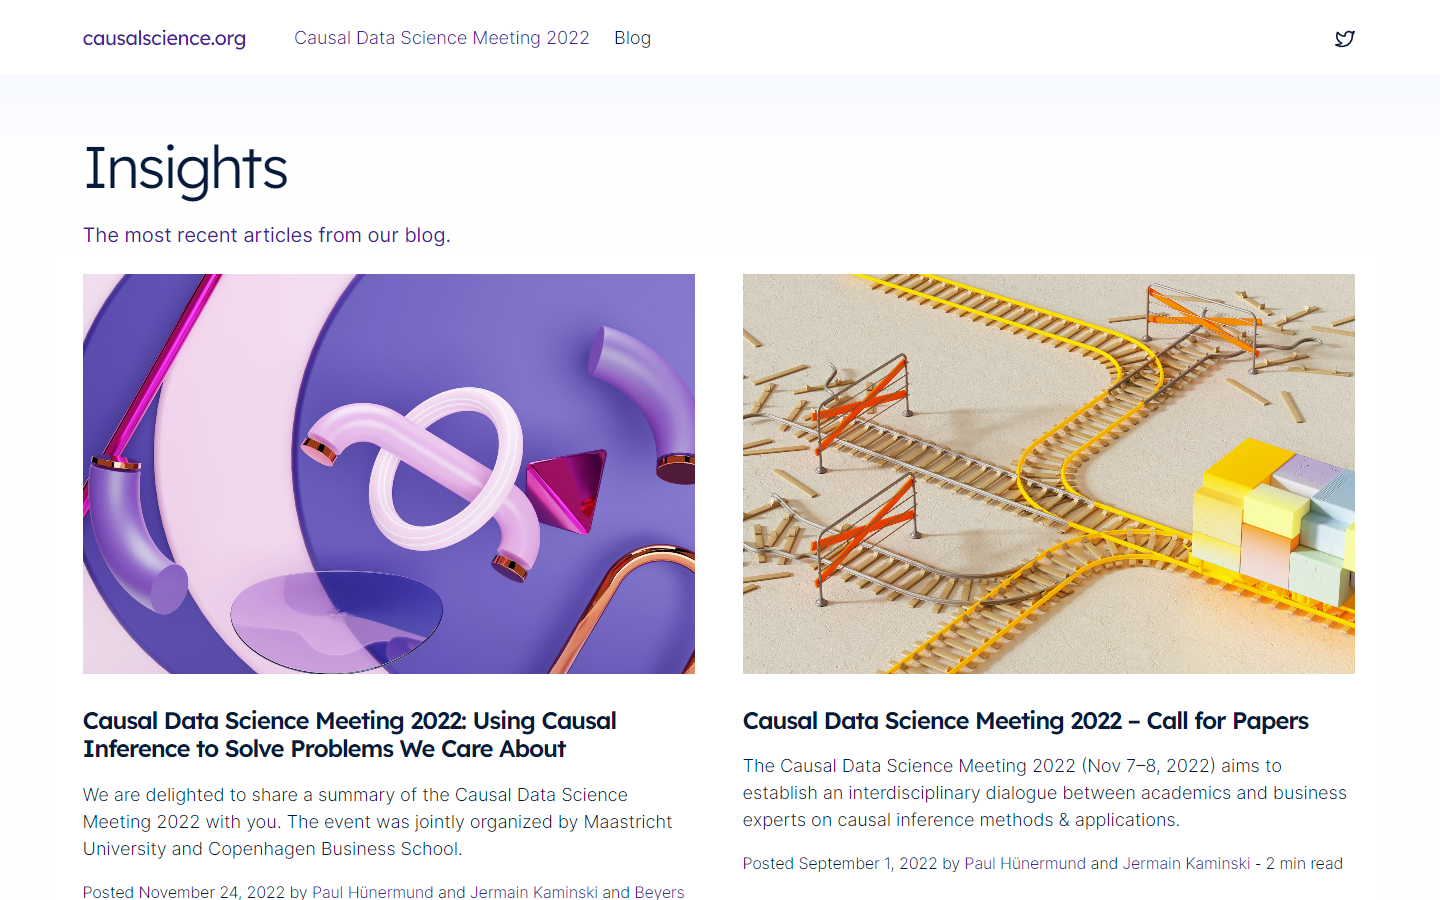 causalscience.org
Causal Data Science Meeting 2022
Blog
Insights
The most recent articles from our blog.
Causal Data Science Meeting 2022: Using Causal
Inference to Solve Problems We Care About
We are delighted to share a summary of the Causal Data Science
Meeting 2022 with you. The event was jointly organized by Maastricht
University and Copenhagen Business School.
Posted November 24, 2022 by Paul Hünermund and Jermain Kaminski and Beyers
Causal Data Science Meeting 2022 – Call for Papers
The Causal Data Science Meeting 2022 (Nov 7–8, 2022) aims to
establish an interdisciplinary dialogue between academics and business
experts on causal inference methods & applications.
Posted September 1, 2022 by Paul Hünermund and Jermain Kaminski - 2 min read